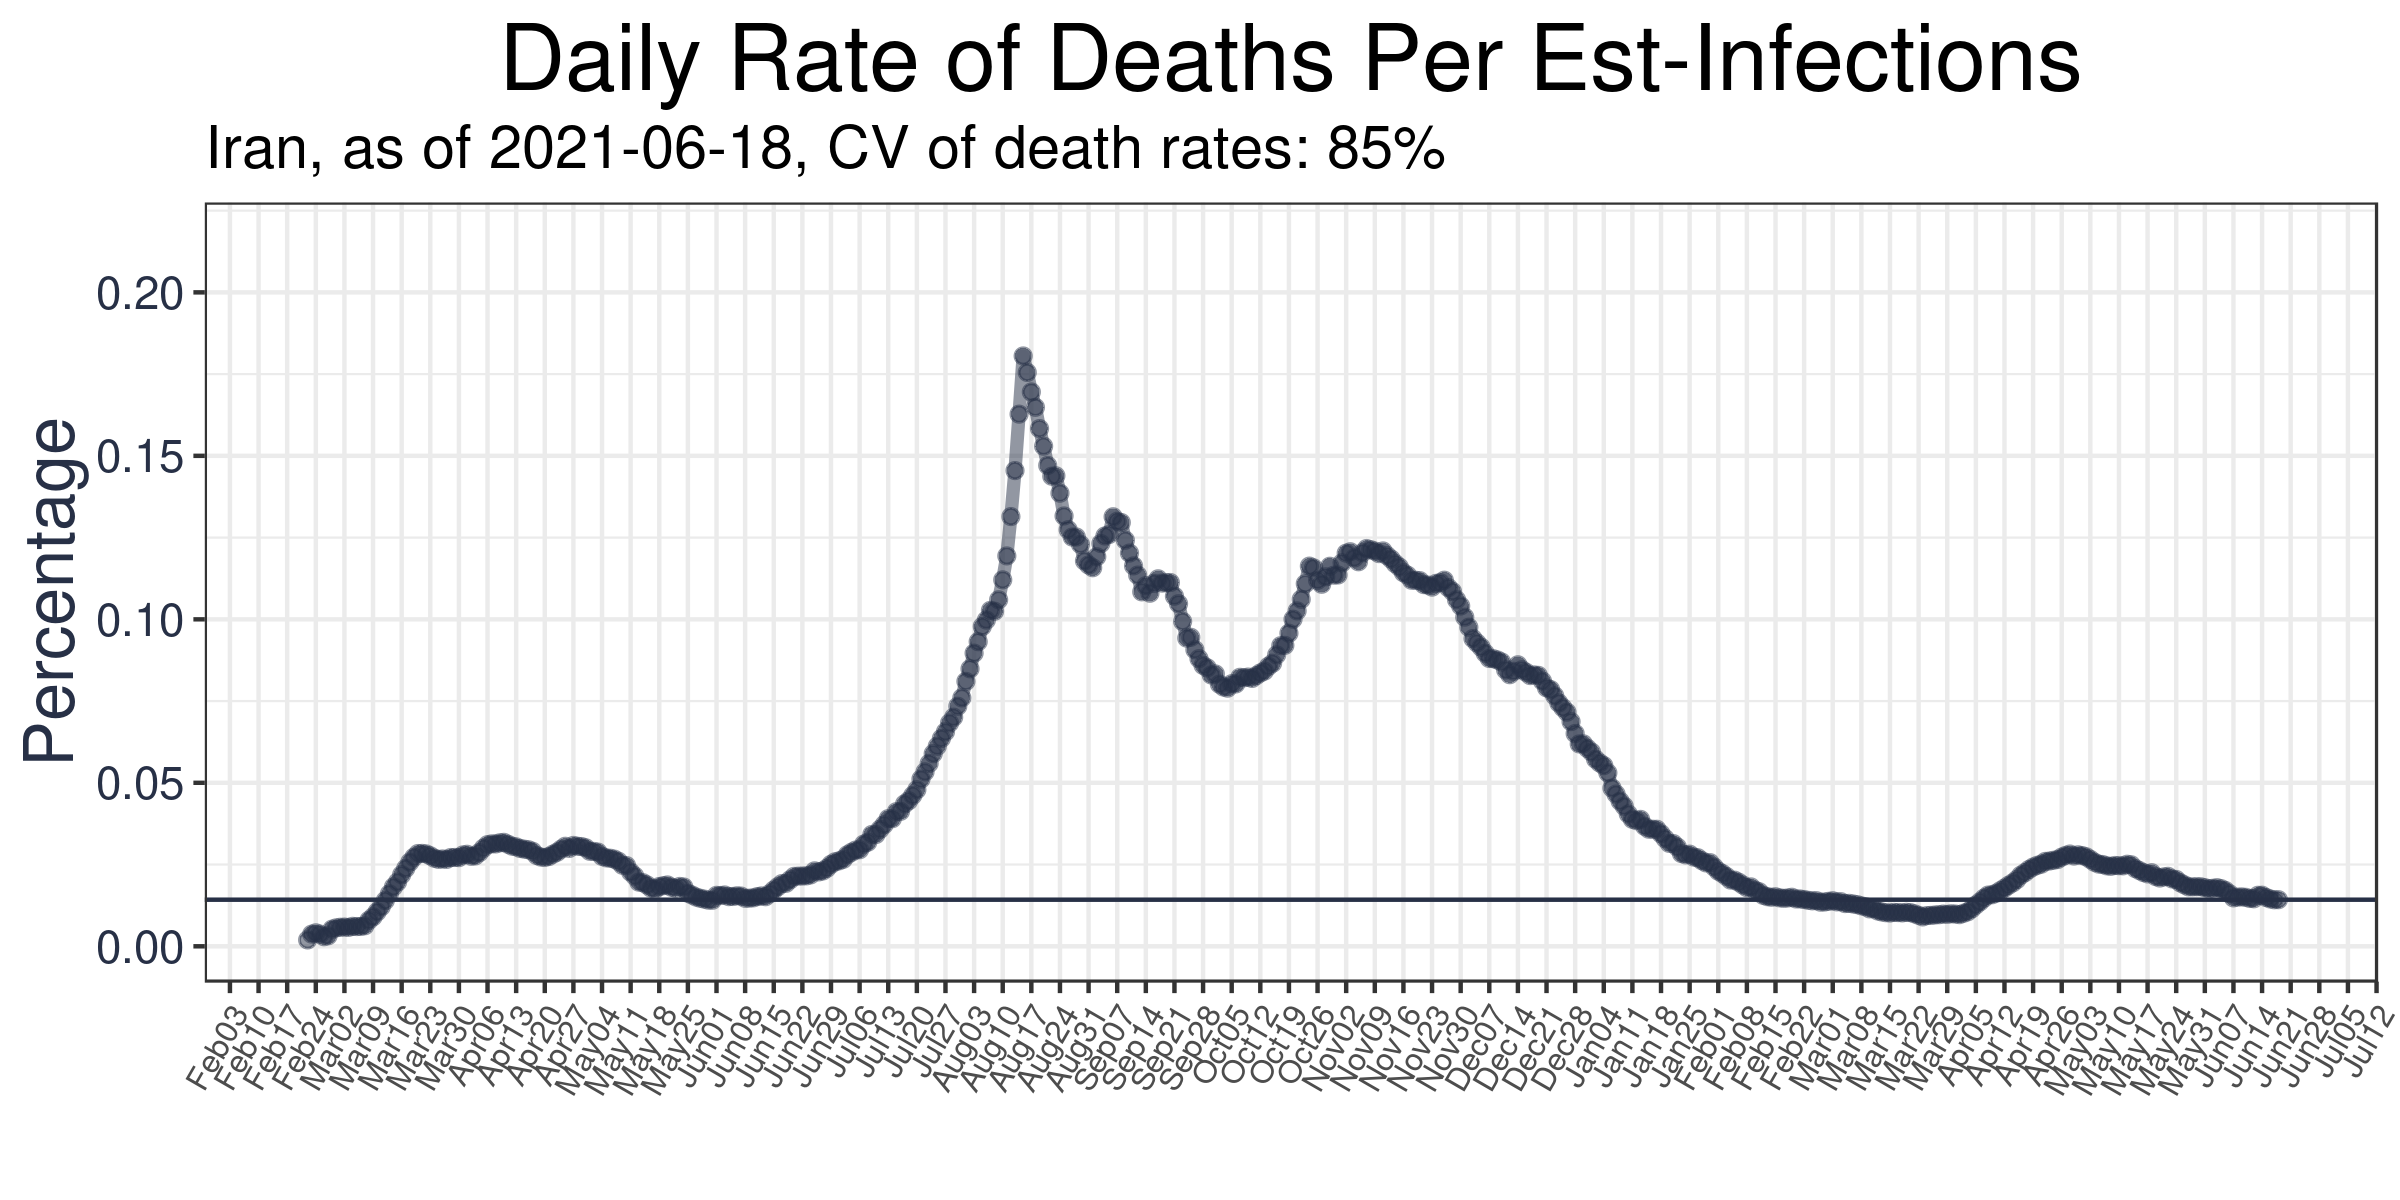 Daily Rate of Deaths Per Est-Infections
Iran, as of 2021-06-18, CV of death rates: 85%
Percentage
0.20
0.15
0.10
0.05
0.00
Feb03
Feb10
Feb17
Feb24
Mar02
Mar09
Mar16
Mar23
Mar30
Apr06
Apr13
Apr20
Apr27
May04
May11
May18
May25
Jun01
Jun08
Jun15
Jun22
Jun29
Jul06
Jul13
Jul20
Jul27
Aug03
Aug10
Aug17
Aug24
Aug31
Sep07
Sep14
Sep21
Sep28
Oct05
Oct12
Oct19
Oct26
Nov02
Nov09
Nov16
Nov23
Nov30
Dec07
Dec14
Dec21
Dec28
Jan04
Jan11
Jan18
Jan25
Feb01
Feb08
Feb15
Feb22
Mar01
Mar08
Mar15
Mar22
Mar29
Apr05
Apr12
Apr19
Apr26
May03
May10
May17
May24
May31
Jun07
Jun14
Jun21
Jun28
Jul05
Jul12